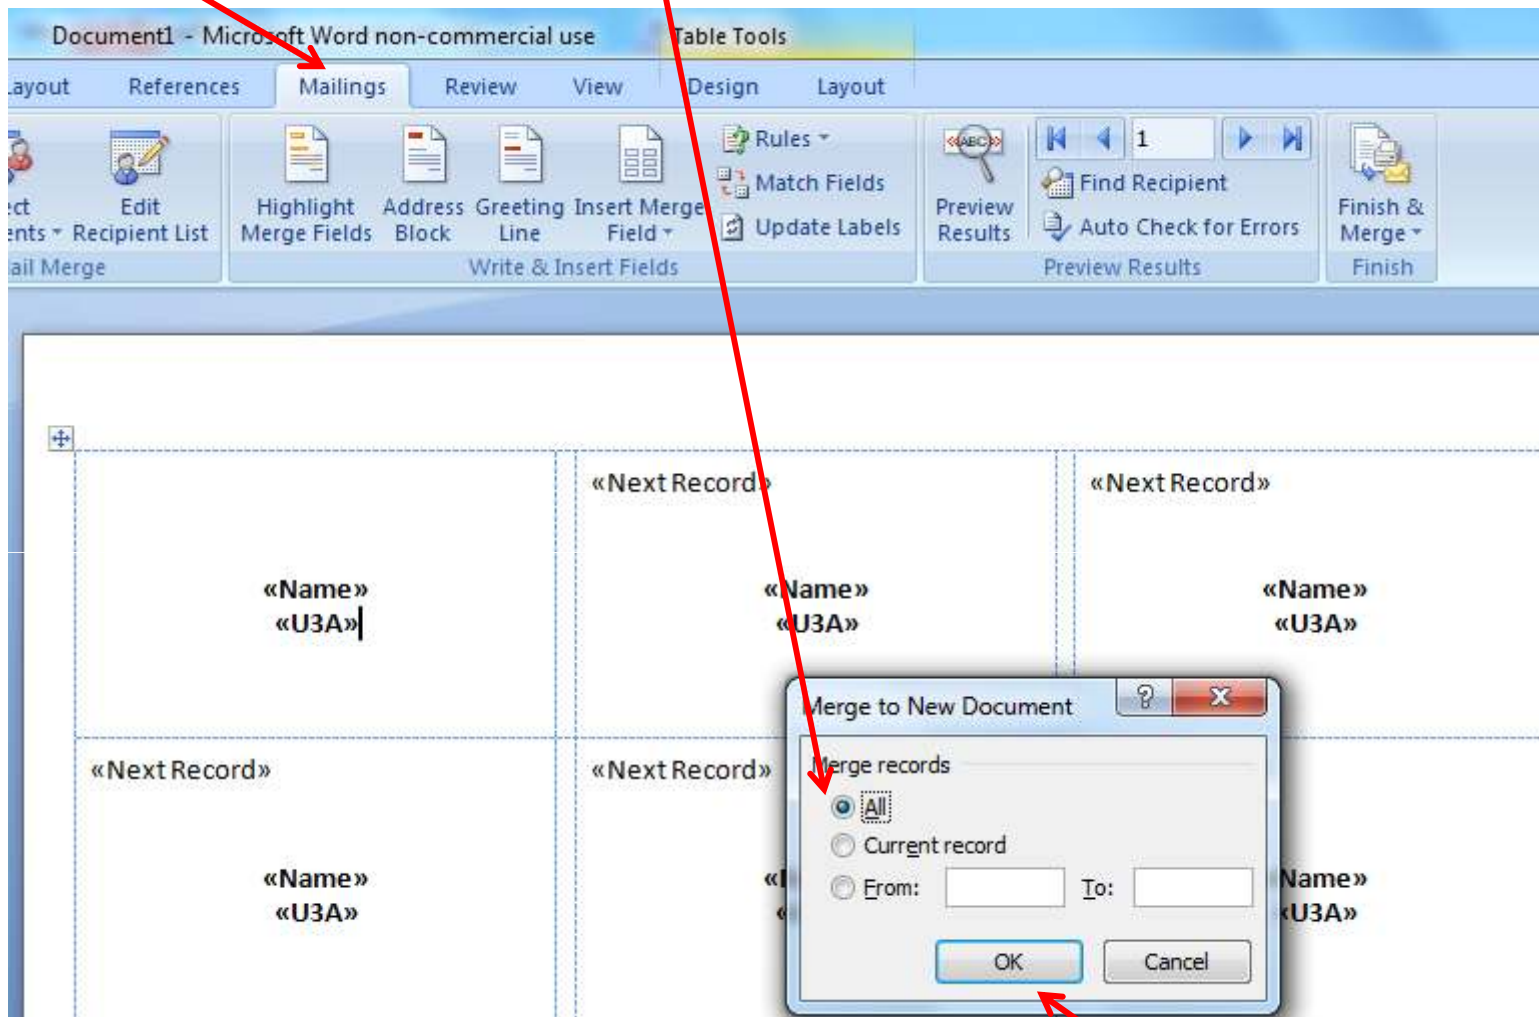 Document1 - Microsoft Word non-commercial use
Table Tools
Layout References Mailings Review View Design Layout
Rules
1
Match Fields
Find Recipient
Edit
Recipient List
Highlight
Merge Fields
Address
Block
Greeting
Line
Insert Merge
Field
Update Labels
Preview
Results
Auto Check for Errors
Finish &
Merge
Write & Insert Fields
Preview Results
Finish
«Next Record» «Next Record»
«Name» «Name» «Name»
«U3A» «U3A» «U3A»
Merge to New Document
«Next Record» «Next Record»
Merge records
All
Current record
From: To:
«Name»
«U3A»
Name»
U3A»
OK Cancel